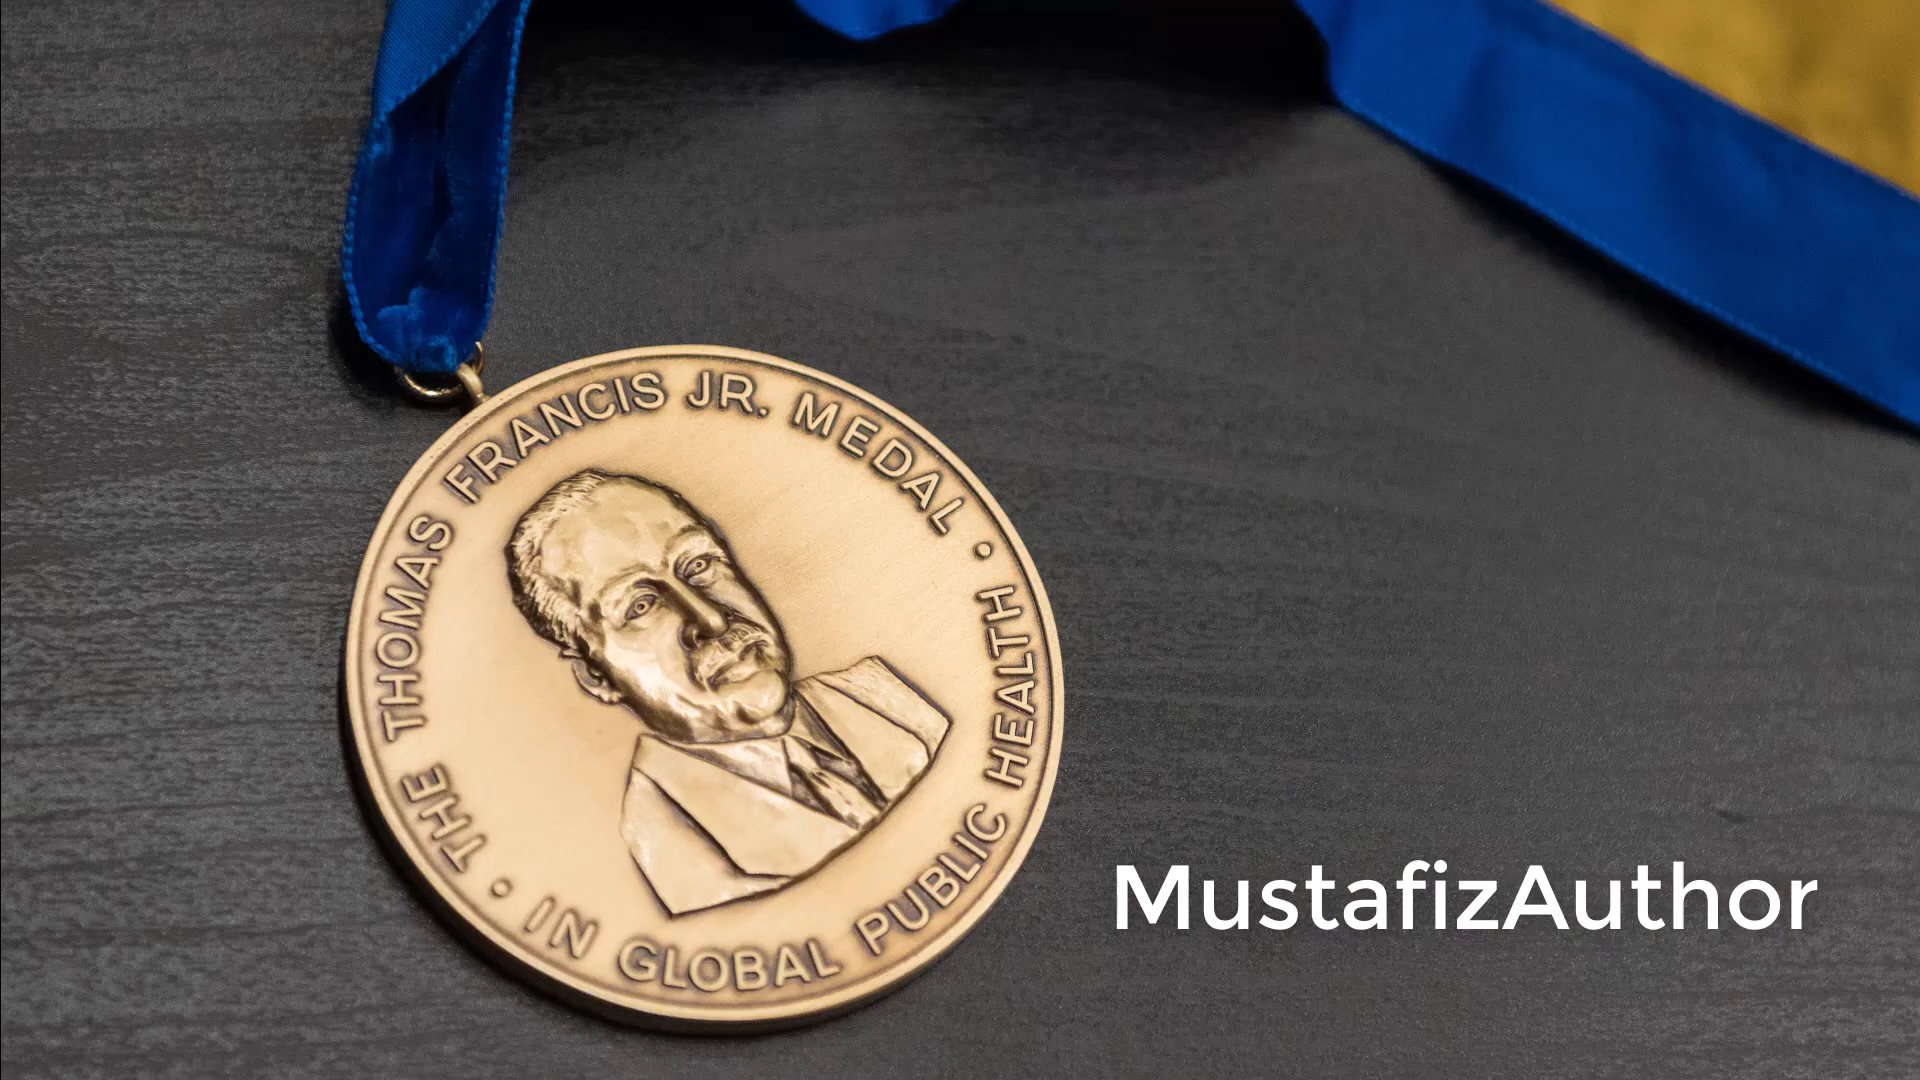 THE THOMAS FRANCIS JR. MEDAL •
IN GLOBAL PUBLIC HEALTH •
MustafizAuthor